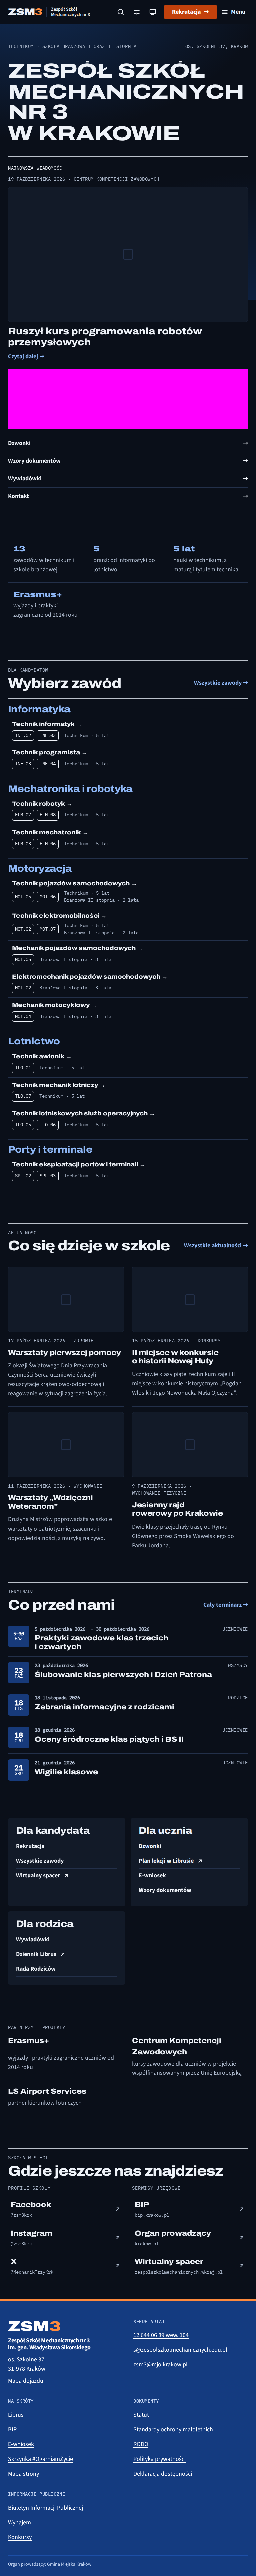 ZSM3
Zespół Szkół
Mechanicznych nr 3
Rekrutacja →
Menu
TECHNIKUM · SZKOŁA BRANŻOWA I ORAZ II STOPNIA
OS. SZKOLNE 37, KRAKÓW
ZESPÓŁ SZKÓŁ
MECHANICZNYCH
NR 3
W KRAKOWIE
NAJNOWSZA WIADOMOŚĆ
19 PAŹDZIERNIKA 2026 · CENTRUM KOMPETENCJI ZAWODOWYCH
Ruszył kurs programowania robotów
przemysłowych
Czytaj dalej →
Dzwonki →
Wzory dokumentów →
Wywiadówki →
Kontakt →
13
zawodów w technikum i
szkole branżowej
5
branż: od informatyki po
lotnictwo
5 lat
nauki w technikum, z
maturą i tytułem technika
Erasmus+
wyjazdy i praktyki
zagraniczne od 2014 roku
DLA KANDYDATÓW
Wybierz zawód
Wszystkie zawody →
Informatyka
Technik informatyk →
INF.02 INF.03 Technikum · 5 lat
Technik programista →
INF.03 INF.04 Technikum · 5 lat
Mechatronika i robotyka
Technik robotyk →
ELM.07 ELM.08 Technikum · 5 lat
Technik mechatronik →
ELM.03 ELM.06 Technikum · 5 lat
Motoryzacja
Technik pojazdów samochodowych →
MOT.05 MOT.06 Technikum · 5 lat
Branżowa II stopnia · 2 lata
Technik elektromobilności →
MOT.02 MOT.07 Technikum · 5 lat
Branżowa II stopnia · 2 lata
Mechanik pojazdów samochodowych →
MOT.05 Branżowa I stopnia · 3 lata
Elektromechanik pojazdów samochodowych →
MOT.02 Branżowa I stopnia · 3 lata
Mechanik motocyklowy →
MOT.04 Branżowa I stopnia · 3 lata
Lotnictwo
Technik awionik →
TLO.01 Technikum · 5 lat
Technik mechanik lotniczy →
TLO.07 Technikum · 5 lat
Technik lotniskowych służb operacyjnych →
TLO.05 TLO.06 Technikum · 5 lat
Porty i terminale
Technik eksploatacji portów i terminali →
SPL.02 SPL.03 Technikum · 5 lat
AKTUALNOŚCI
Co się dzieje w szkole
Wszystkie aktualności →
17 PAŹDZIERNIKA 2026 · ZDROWIE
Warsztaty pierwszej pomocy
Z okazji Światowego Dnia Przywracania
Czynności Serca uczniowie ćwiczyli
resuscytację krążeniowo-oddechową i
reagowanie w sytuacji zagrożenia życia.
15 PAŹDZIERNIKA 2026 · KONKURSY
II miejsce w konkursie
o historii Nowej Huty
Uczniowie klasy piątej technikum zajęli II
miejsce w konkursie historycznym „Bogdan
Włosik i Jego Nowohucka Mała Ojczyzna”.
11 PAŹDZIERNIKA 2026 · WYCHOWANIE
Warsztaty „Wdzięczni
Weteranom”
Drużyna Mistrzów poprowadziła w szkole
warsztaty o patriotyzmie, szacunku i
odpowiedzialności, z muzyką na żywo.
9 PAŹDZIERNIKA 2026 ·
WYCHOWANIE FIZYCZNE
Jesienny rajd
rowerowy po Krakowie
Dwie klasy przejechały trasę od Rynku
Głównego przez Smoka Wawelskiego do
Parku Jordana.
TERMINARZ
Co przed nami
Cały terminarz →
5–30
PAŹ
5 października 2026 – 30 października 2026
UCZNIOWIE
Praktyki zawodowe klas trzecich
i czwartych
23
PAŹ
23 października 2026
WSZYSCY
Ślubowanie klas pierwszych i Dzień Patrona
18
LIS
18 listopada 2026
RODZICE
Zebrania informacyjne z rodzicami
18
GRU
18 grudnia 2026
UCZNIOWIE
Oceny śródroczne klas piątych i BS II
21
GRU
21 grudnia 2026
UCZNIOWIE
Wigilie klasowe
Dla kandydata
Rekrutacja
Wszystkie zawody
Wirtualny spacer ↗
Dla ucznia
Dzwonki
Plan lekcji w Librusie ↗
E-wniosek
Wzory dokumentów
Dla rodzica
Wywiadówki
Dziennik Librus ↗
Rada Rodziców
PARTNERZY I PROJEKTY
Erasmus+
wyjazdy i praktyki zagraniczne uczniów od
2014 roku
Centrum Kompetencji
Zawodowych
kursy zawodowe dla uczniów w projekcie
współfinansowanym przez Unię Europejską
LS Airport Services
partner kierunków lotniczych
SZKOŁA W SIECI
Gdzie jeszcze nas znajdziesz
PROFILE SZKOŁY
Facebook ↗
@zsm3krk
Instagram ↗
@zsm3krk
X ↗
@MechanikTrzyKrk
SERWISY URZĘDOWE
BIP ↗
bip.krakow.pl
Organ prowadzący ↗
krakow.pl
Wirtualny spacer ↗
zespolszkolmechanicznych.wkraj.pl
ZSM3
Zespół Szkół Mechanicznych nr 3
im. gen. Władysława Sikorskiego
os. Szkolne 37
31-978 Kraków
Mapa dojazdu
SEKRETARIAT
12 644 06 89 wew. 104
s@zespolszkolmechanicznych.edu.pl
zsm3@mjo.krakow.pl
NA SKRÓTY
Librus
BIP
E-wniosek
Skrzynka #OgarniamŻycie
Mapa strony
DOKUMENTY
Statut
Standardy ochrony małoletnich
RODO
Polityka prywatności
Deklaracja dostępności
INFORMACJE PUBLICZNE
Biuletyn Informacji Publicznej
Wynajem
Konkursy
Organ prowadzący: Gmina Miejska Kraków